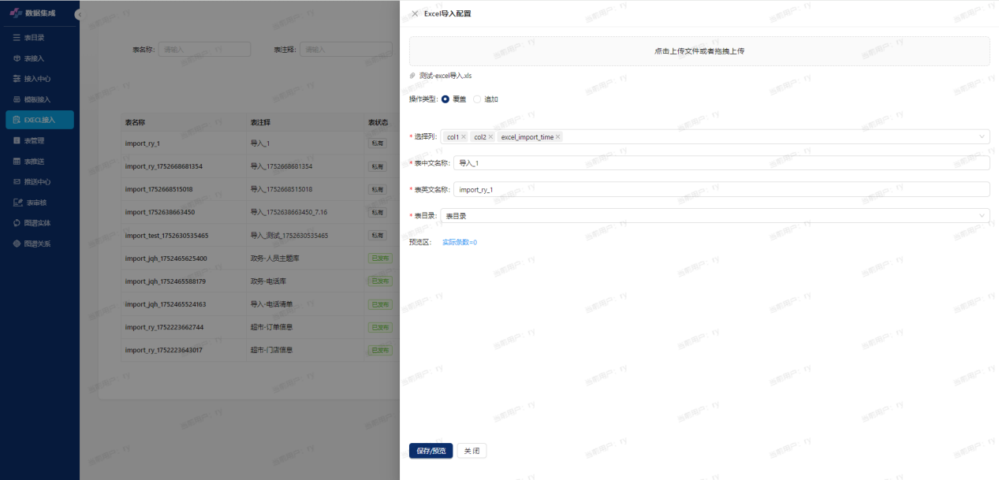 数据集成
表目录
表接入
接入中心
模板接入
EXECL接入
表管理
表推送
推送中心
表审核
图谱实体
图谱关系
表名称: 请输入 表注释: 请输入
表名称 表注释 表状态
import_ry_1 导入_1 私有
import_ry_1752668681354 导入_1752668681354 私有
import_1752668515018 导入_1752668515018 私有
import_1752638663450 导入_1752638663450_7.16 私有
import_test_1752630535465 导入_测试_1752630535465 私有
import_jqh_1752465625400 政务-人员主题库 已发布
import_jqh_1752465588179 政务-电话库 已发布
import_jqh_1752465524163 导入-电话清单 已发布
import_ry_1752223662744 超市-订单信息 已发布
import_ry_1752223643017 超市-门店信息 已发布
Excel导入配置
点击上传文件或者拖拽上传
测试-excel导入.xls
操作类型: 覆盖 追加
* 选择列: col1 col2 excel_import_time
* 表中文名称: 导入_1
* 表英文名称: import_ry_1
* 表目录: 表目录
预览区: 实际条数=0
保存/预览 关 闭
当前用户：ry